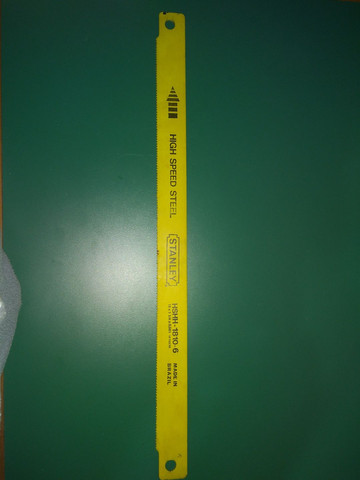 HIGH SPEED STEEL
STANLEY
HSHH-1810-6
MADE IN
BRAZIL